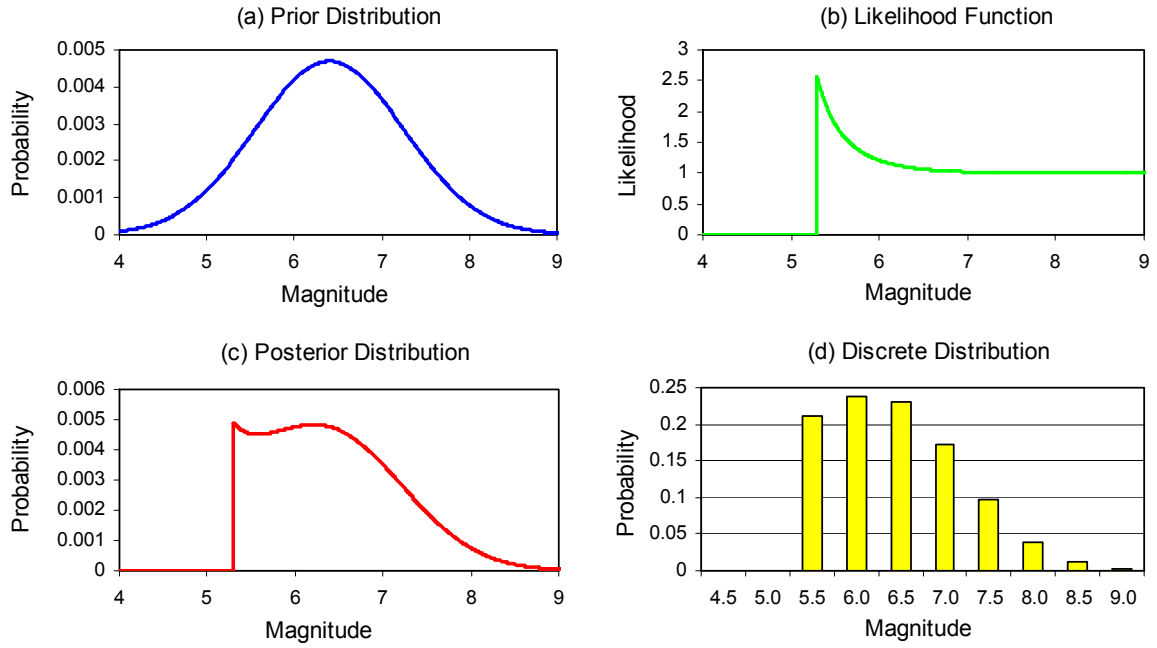 (a) Prior Distribution
0.005
0.004
0.003
0.002
0.001
0
Probability
4 5 6 7 8 9
Magnitude
(b) Likelihood Function
3
2.5
2
1.5
1
0.5
0
Likelihood
4 5 6 7 8 9
Magnitude
(c) Posterior Distribution
0.006
0.005
0.004
0.003
0.002
0.001
0
Probability
4 5 6 7 8 9
Magnitude
(d) Discrete Distribution
0.25
0.2
0.15
0.1
0.05
0
Probability
4.5 5.0 5.5 6.0 6.5 7.0 7.5 8.0 8.5 9.0
Magnitude